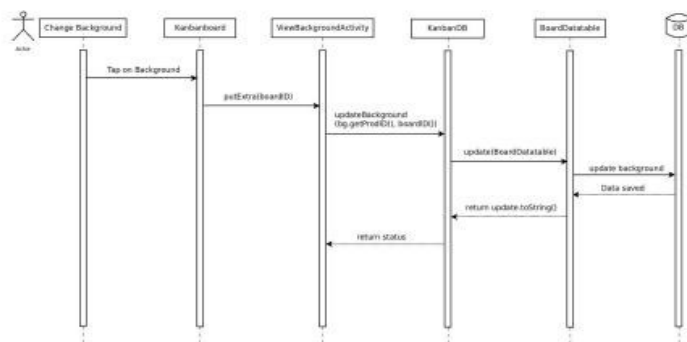 Change Background
Kanbanboard
ViewBackgroundActivity
KanbanDB
BoardDatatable
DB
Actor
Tap on Background
putExtra(boardID)
updateBackground
(bg.getProdID(), boardID())
update(BoardDatatable)
update background
Data saved
return update.toString()
return status